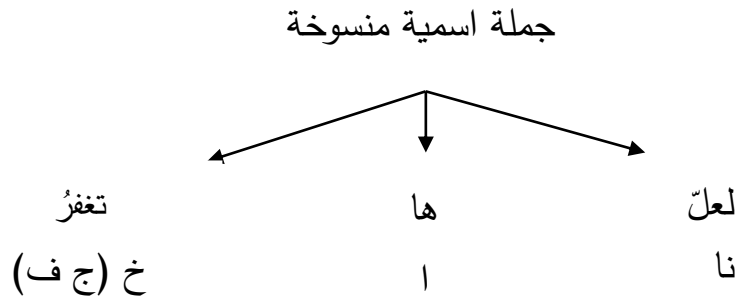 جملة اسمية منسوخة
لعلّ ها تغفرُ
نا ا خ (ج ف)